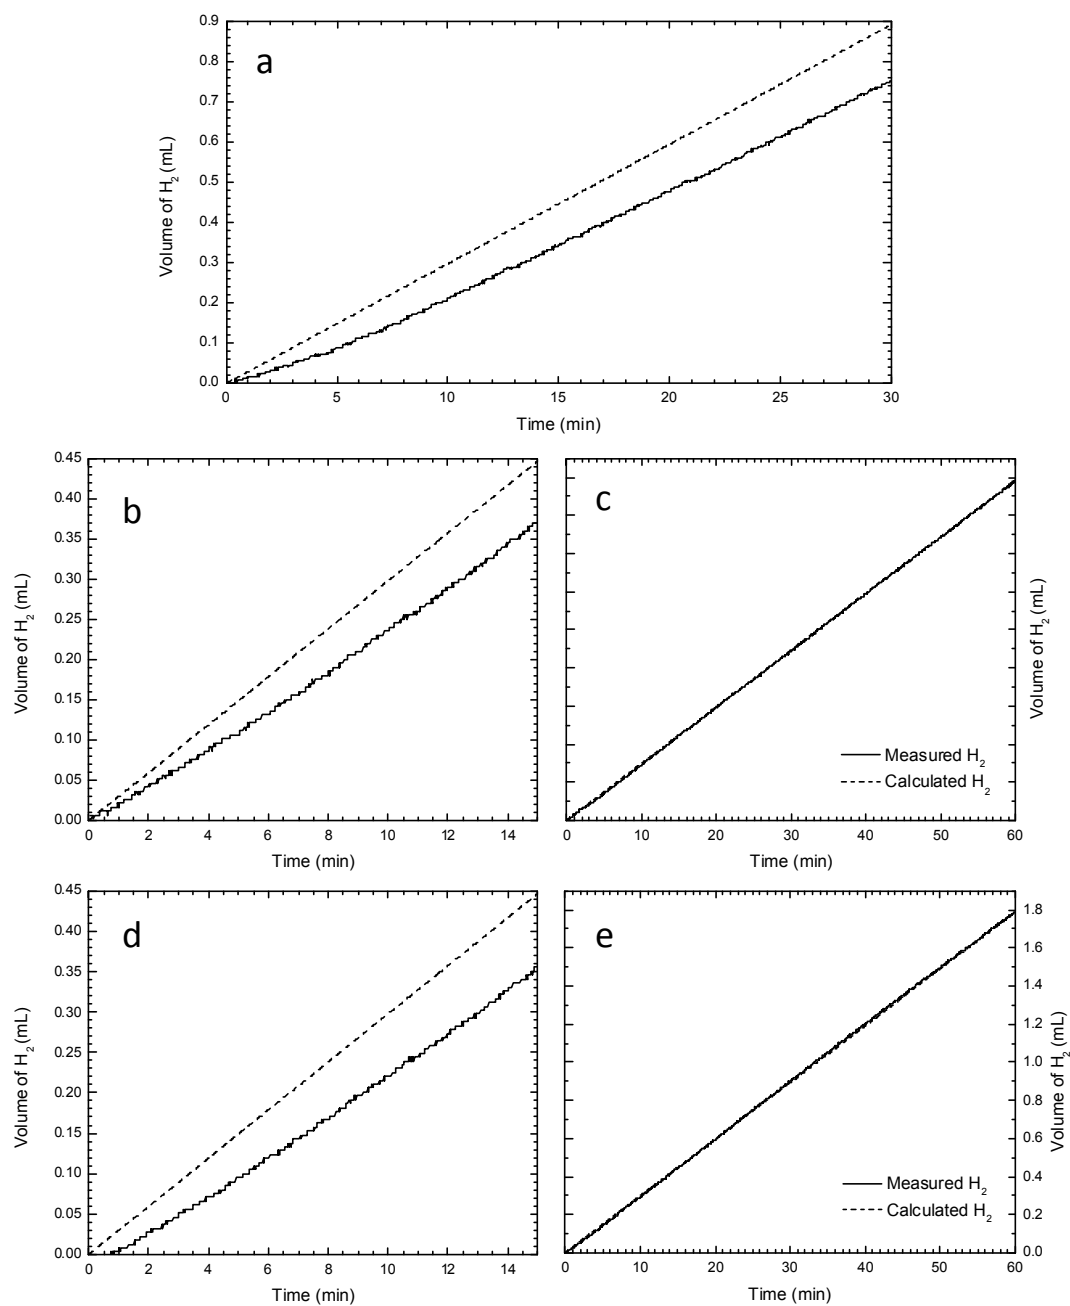 a
0.9
0.8
0.7
0.6
0.5
0.4
0.3
0.2
0.1
0.0
Volume of H2 (mL)
0 5 10 15 20 25 30
Time (min)
b
0.45
0.40
0.35
0.30
0.25
0.20
0.15
0.10
0.05
0.00
Volume of H2 (mL)
0 2 4 6 8 10 12 14
Time (min)
c
Volume of H2 (mL)
Measured H2
Calculated H2
0 10 20 30 40 50 60
Time (min)
d
0.45
0.40
0.35
0.30
0.25
0.20
0.15
0.10
0.05
0.00
Volume of H2 (mL)
0 2 4 6 8 10 12 14
Time (min)
e
1.8
1.6
1.4
1.2
1.0
0.8
0.6
0.4
0.2
0.0
Volume of H2 (mL)
Measured H2
Calculated H2
0 10 20 30 40 50 60
Time (min)